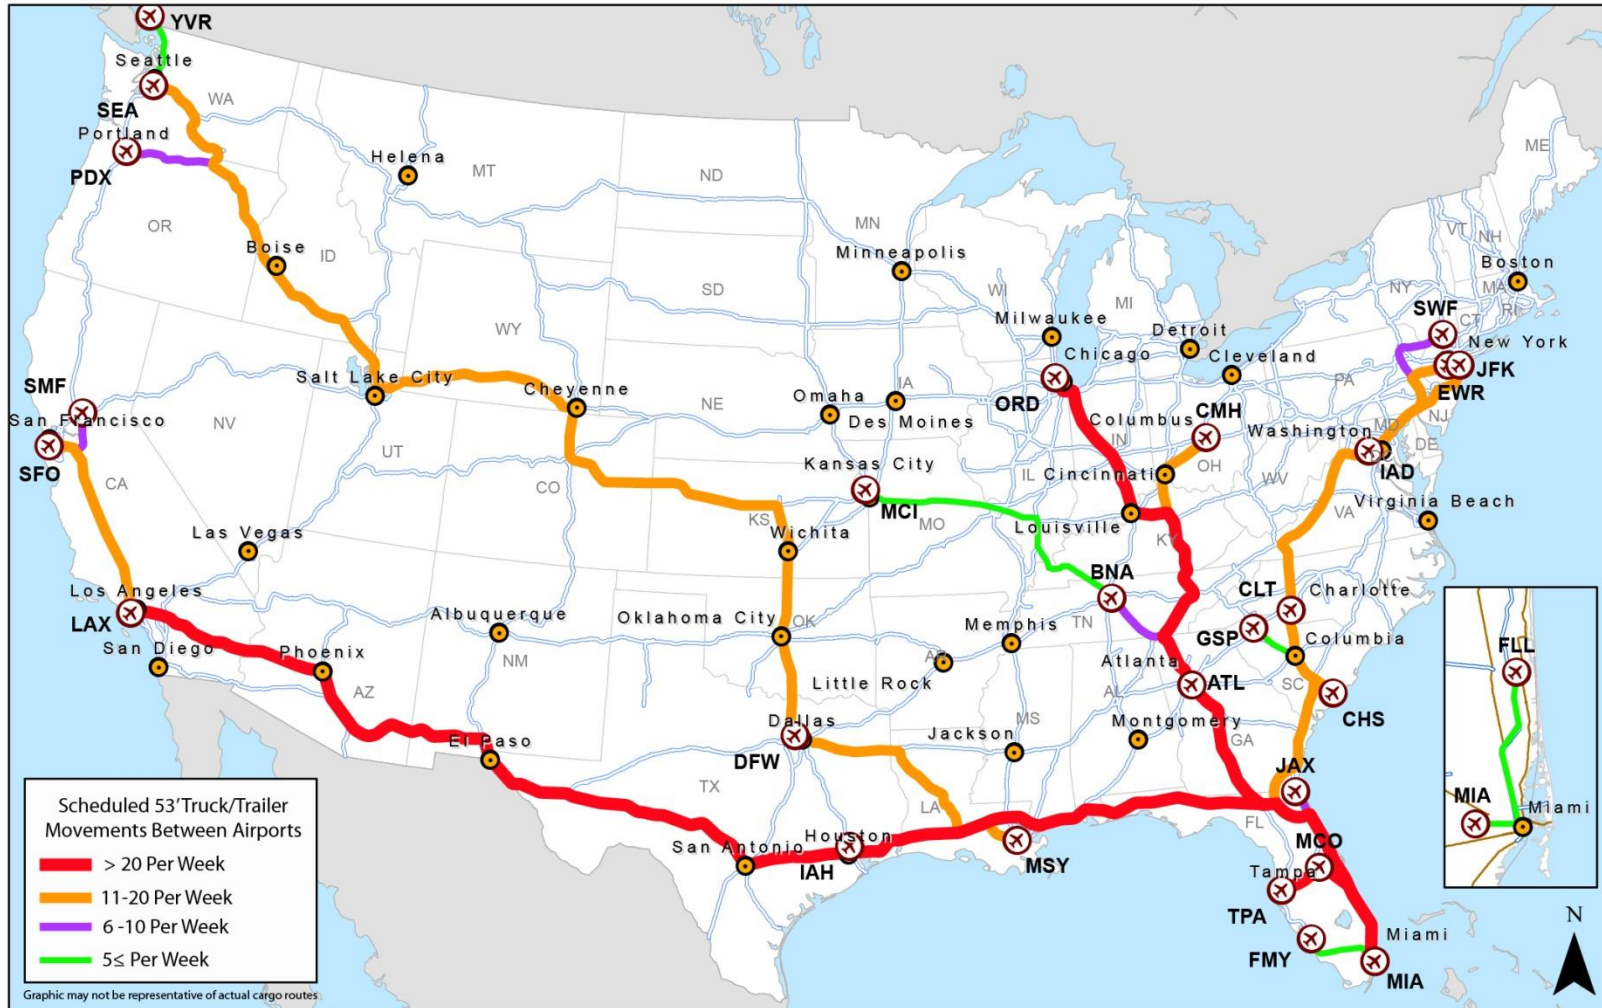 YVR
Seattle
SEA
WA
Portland
PDX
OR
Helena
MT
ND
MN
ME
Minneapolis
VT
NH
Boston
MA
RI
CT
NY
SWF
New York
JFK
EWR
Boise
ID
SD
WI
MI
Milwaukee
Detroit
Chicago
Cleveland
ORD
PA
NJ
WY
Salt Lake City
Cheyenne
NE
IA
Omaha
Des Moines
Columbus
CMH
IN
OH
Washington
MD
DE
DC
IAD
SMF
San Francisco
SFO
NV
UT
CA
CO
Kansas City
MCI
KS
MO
IL
Cincinnati
WV
VA
Virginia Beach
Louisville
KY
Wichita
Las Vegas
Los Angeles
LAX
San Diego
Phoenix
AZ
Albuquerque
NM
Oklahoma City
OK
BNA
TN
Memphis
AR
Little Rock
CLT
Charlotte
NC
GSP
Columbia
SC
CHS
Atlanta
ATL
AL
GA
MS
Montgomery
Jackson
Dallas
DFW
El Paso
TX
LA
San Antonio
Houston
IAH
MSY
JAX
FL
MCO
Tampa
TPA
FMY
Miami
MIA
FLL
MIA
Miami
N
Scheduled 53'Truck/Trailer
Movements Between Airports
> 20 Per Week
11-20 Per Week
6 -10 Per Week
5≤ Per Week
Graphic may not be representative of actual cargo routes